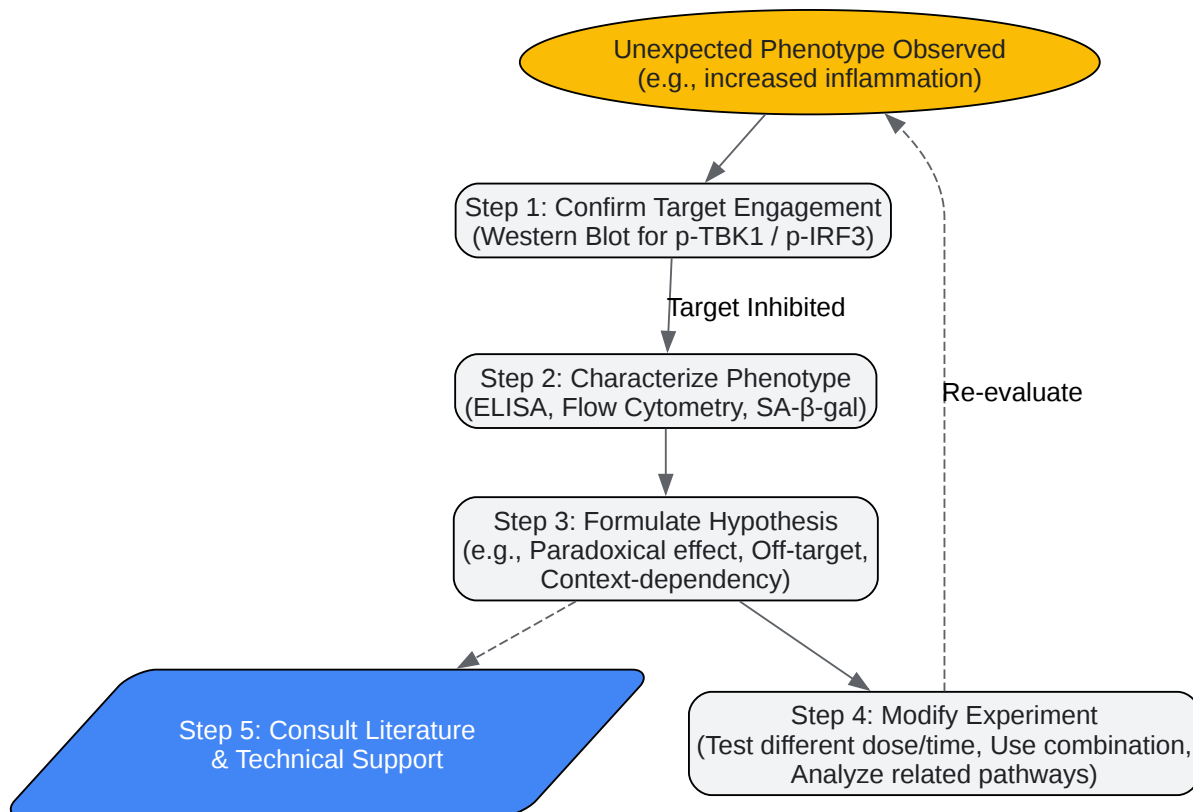 Unexpected Phenotype Observed
(e.g., increased inflammation)
Step 1: Confirm Target Engagement
(Western Blot for p-TBK1 / p-IRF3)
Target Inhibited
Step 2: Characterize Phenotype
(ELISA, Flow Cytometry, SA-β-gal)
Re-evaluate
Step 3: Formulate Hypothesis
(e.g., Paradoxical effect, Off-target,
Context-dependency)
Step 5: Consult Literature
& Technical Support
Step 4: Modify Experiment
(Test different dose/time, Use combination,
Analyze related pathways)